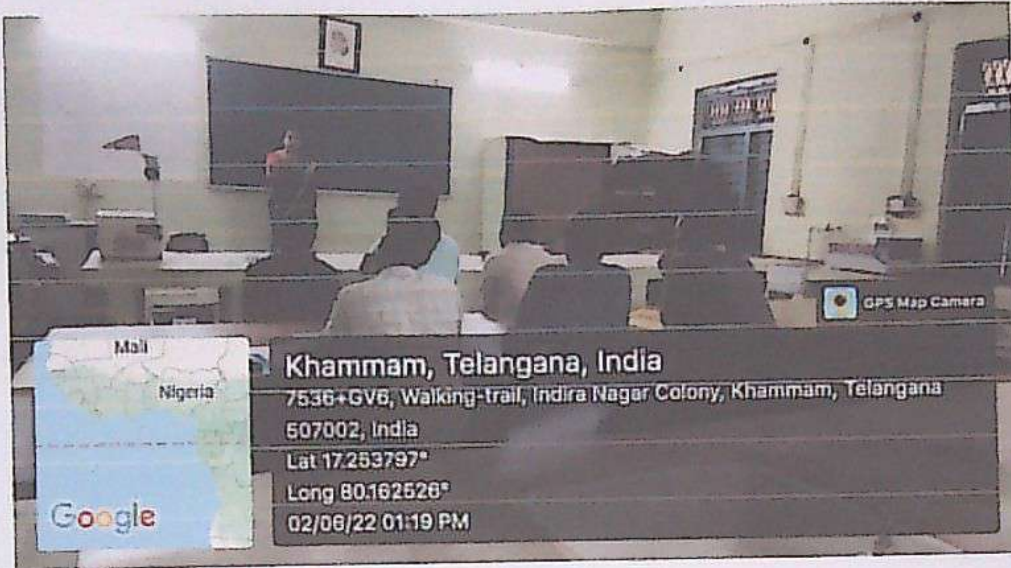 GPS Map Camera
Mali
Nigeria
Google
Khammam, Telangana, India
7536+GV6, Walking-trail, Indira Nagar Colony, Khammam, Telangana
507002, India
Lat 17.253797°
Long 80.162526°
02/06/22 01:19 PM